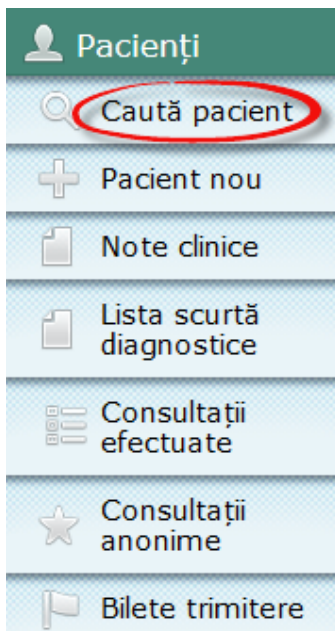 Pacienți
Caută pacient
Pacient nou
Note clinice
Lista scurtă
diagnostice
Consultații
efectuate
Consultații
anonime
Bilete trimitere